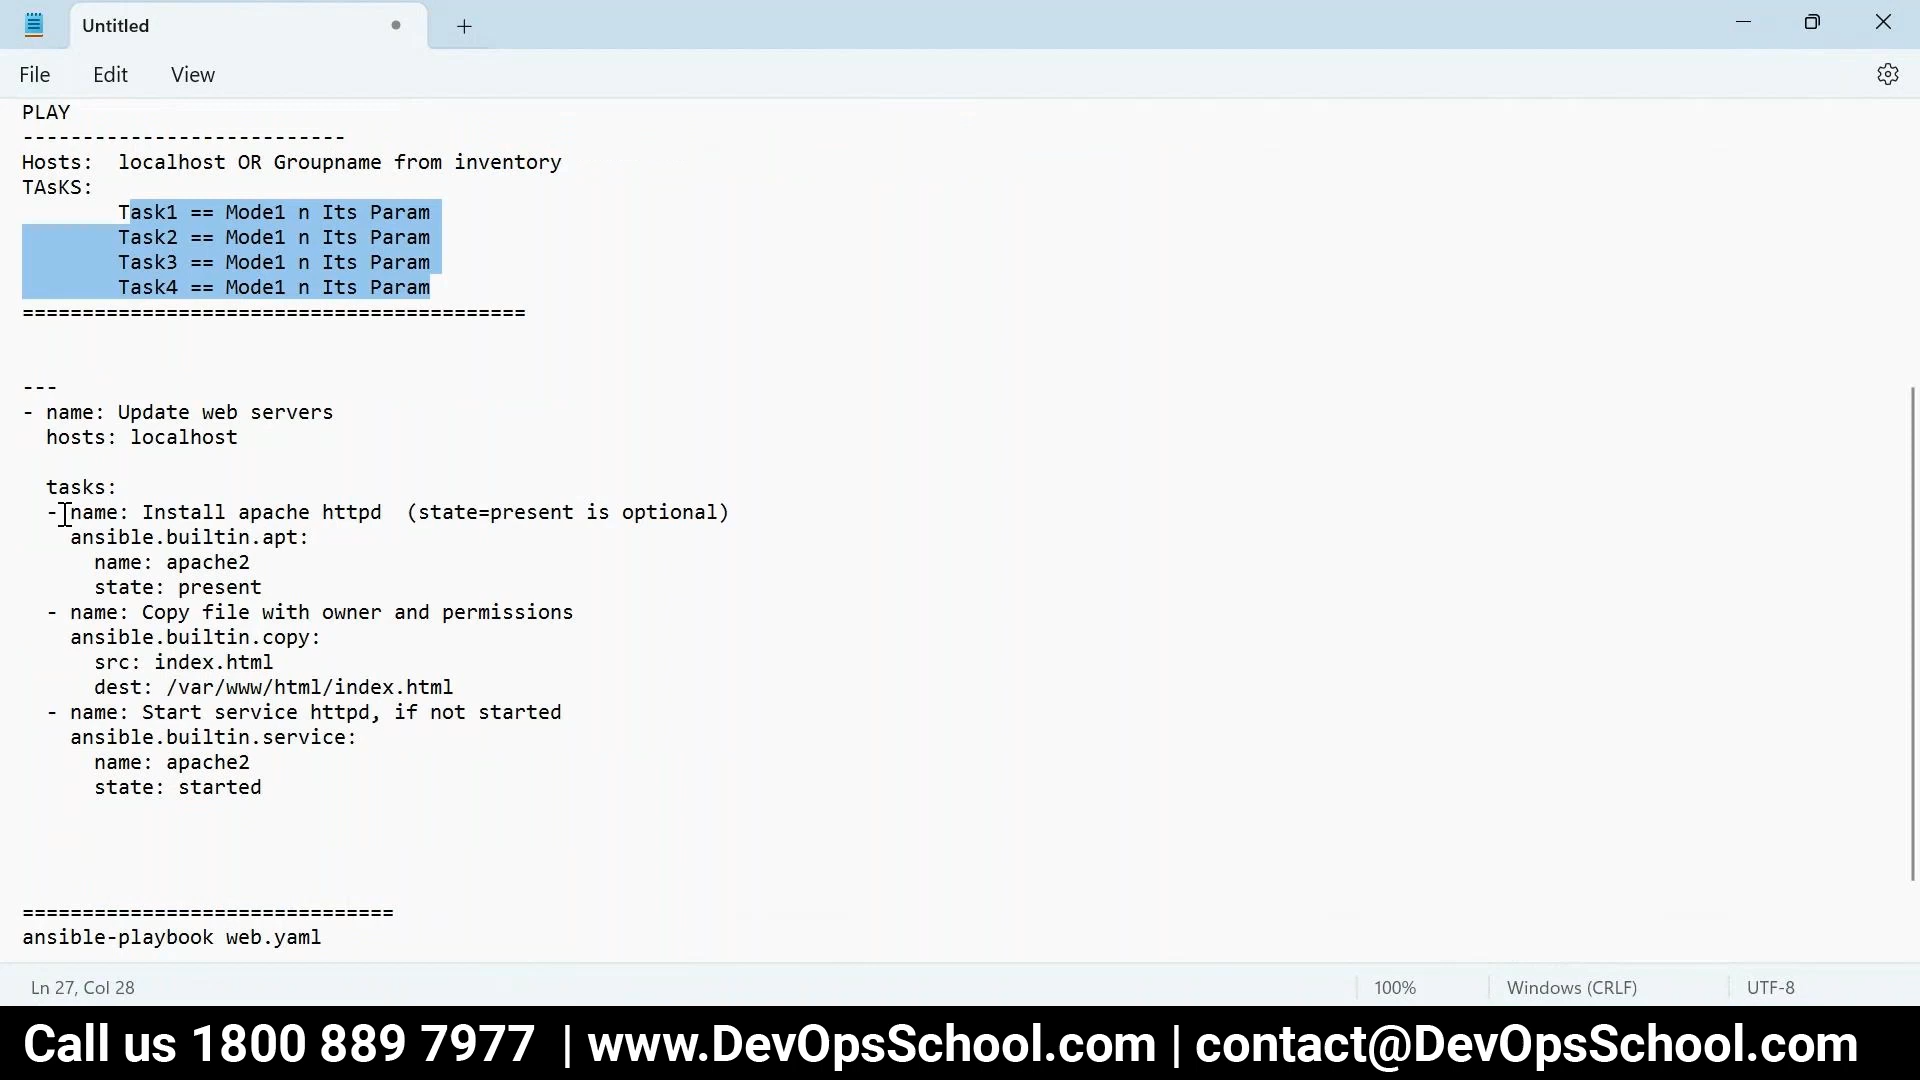 Untitled
File Edit View
PLAY
---------------------------
Hosts:  localhost OR Groupname from inventory
TAsKS:
        Task1 == Mode1 n Its Param
        Task2 == Mode1 n Its Param
        Task3 == Mode1 n Its Param
        Task4 == Mode1 n Its Param
==========================================
---
- name: Update web servers
  hosts: localhost
  tasks:
  - name: Install apache httpd  (state=present is optional)
    ansible.builtin.apt:
      name: apache2
      state: present
  - name: Copy file with owner and permissions
    ansible.builtin.copy:
      src: index.html
      dest: /var/www/html/index.html
  - name: Start service httpd, if not started
    ansible.builtin.service:
      name: apache2
      state: started
===============================
ansible-playbook web.yaml
Ln 27, Col 28 100% Windows (CRLF) UTF-8
Call us 1800 889 7977 | www.DevOpsSchool.com | contact@DevOpsSchool.com